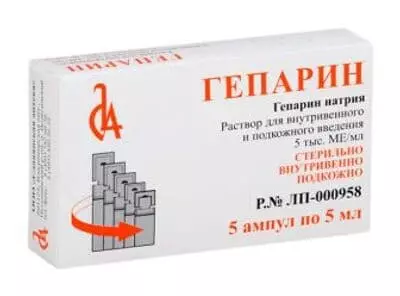 ГЕПАРИН
Гепарин натрия
Раствор для внутривенного
и подкожного введения
5 тыс. МЕ/мл
СТЕРИЛЬНО
ВНУТРИВЕННО
ПОДКОЖНО
Р.№ ЛП-000958
5 ампул по 5 мл